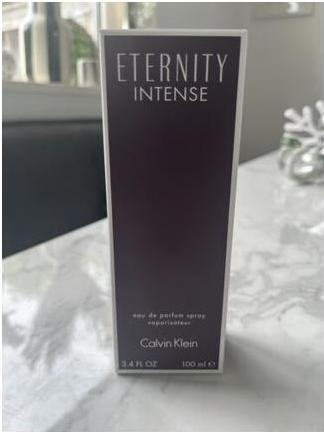 ETERNITY
INTENSE
eau de parfum spray
vaporisateur
Calvin Klein
3.4 FL OZ 100 ml ℮